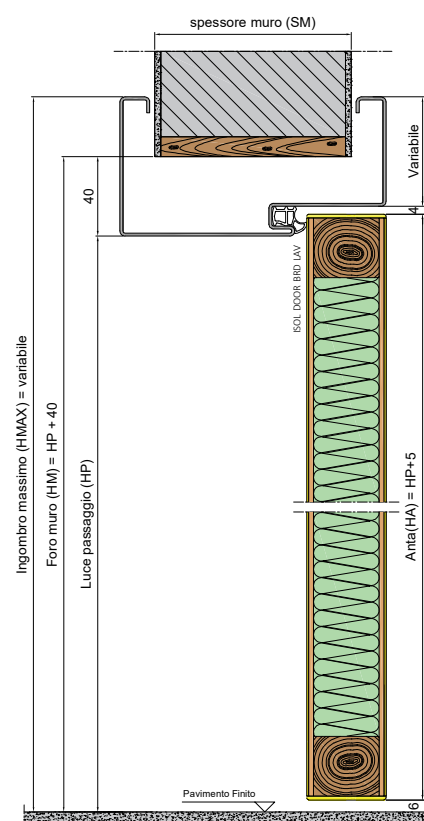 spessore muro (SM)
Variabile
40
4
ISOL DOOR BRD LAV
Ingombro massimo (HMAX) = variabile
Foro muro (HM) = HP + 40
Luce passaggio (HP)
Anta(HA) = HP+5
Pavimento Finito
6